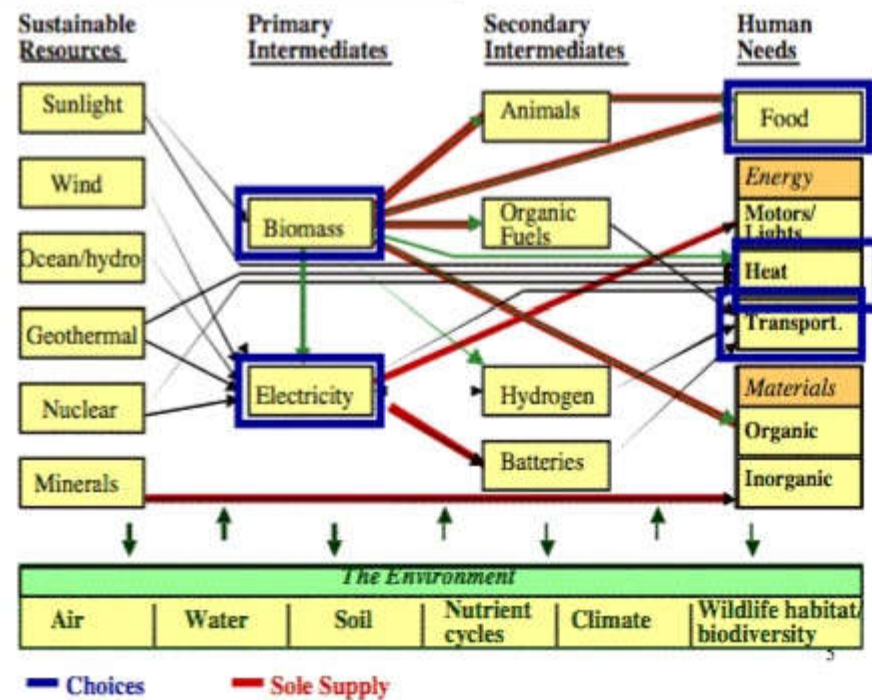 Sustainable Resources
Primary Intermediates
Secondary Intermediates
Human Needs
Sunlight
Wind
Ocean/hydro
Geothermal
Nuclear
Minerals
Biomass
Electricity
Animals
Organic Fuels
Hydrogen
Batteries
Food
Energy
Motors/
Lights
Heat
Transport.
Materials
Organic
Inorganic
The Environment
Air
Water
Soil
Nutrient cycles
Climate
Wildlife habitat/
biodiversity
5
Choices
Sole Supply